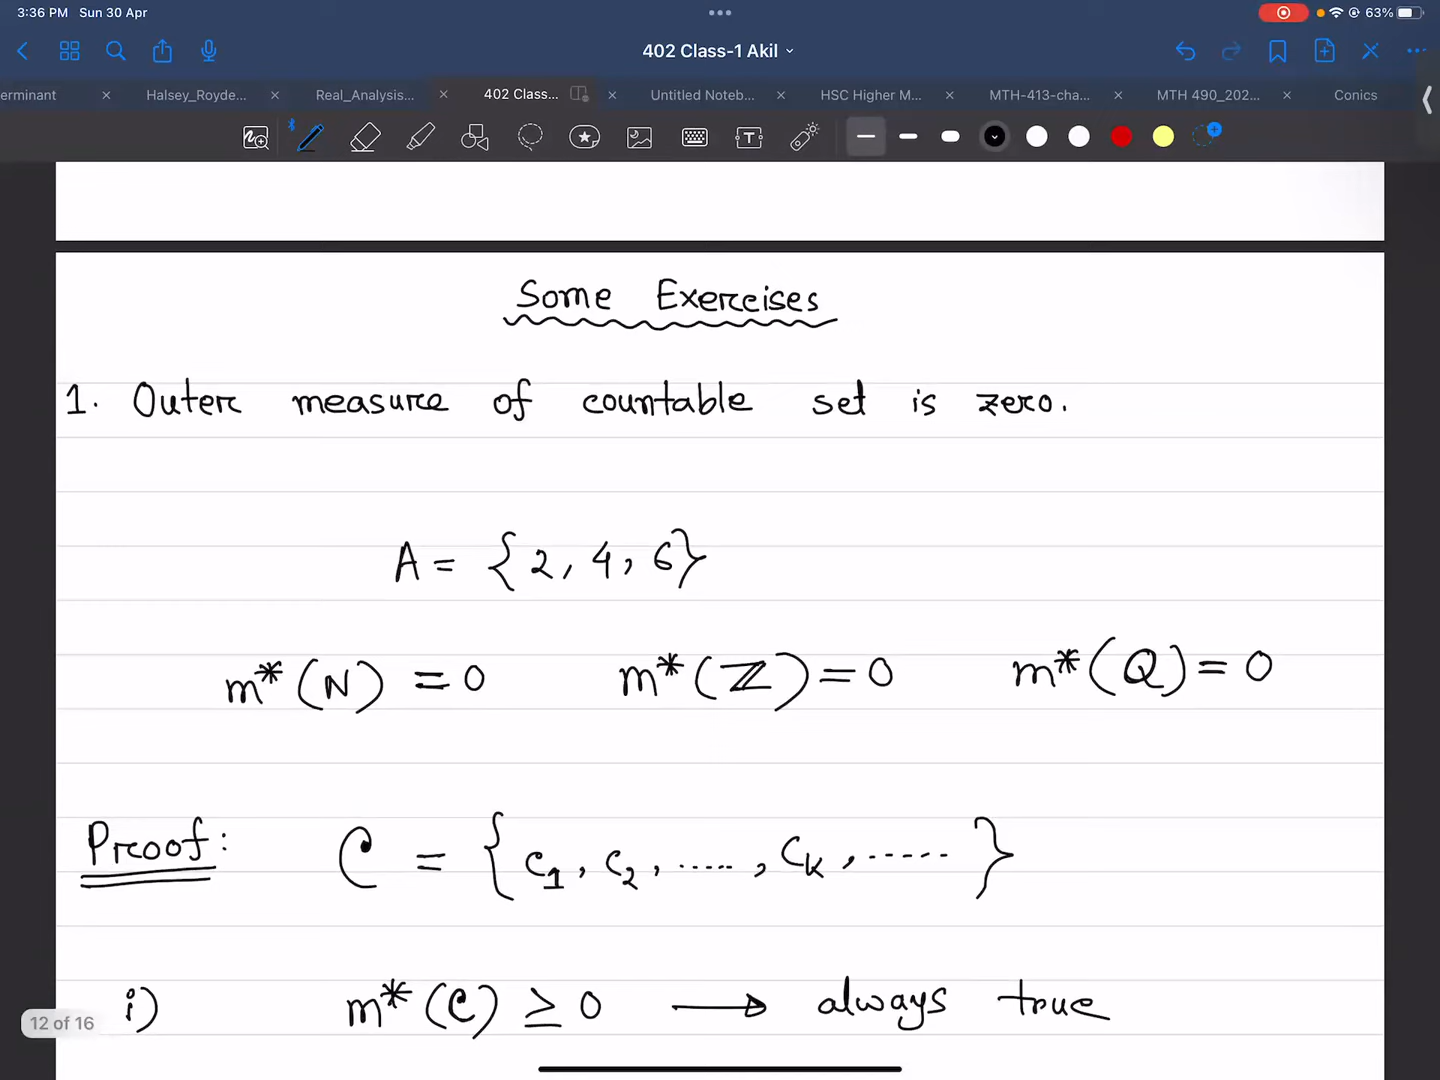 3:36 PM Sun 30 Apr
63%
402 Class-1 Akil
erminant
Halsey_Royde...
Real_Analysis...
402 Class...
Untitled Noteb...
HSC Higher M...
MTH-413-cha...
MTH 490_202...
Conics
Some Exercises
1. Outer measure of countable set is zero.
A = {2, 4, 6}
m*(N) = 0 m*(ℤ) = 0 m*(Q) = 0
Proof: C = {c₁, c₂, ....., cₖ, ......}
i) m*(C) ≥ 0 → always true
12 of 16